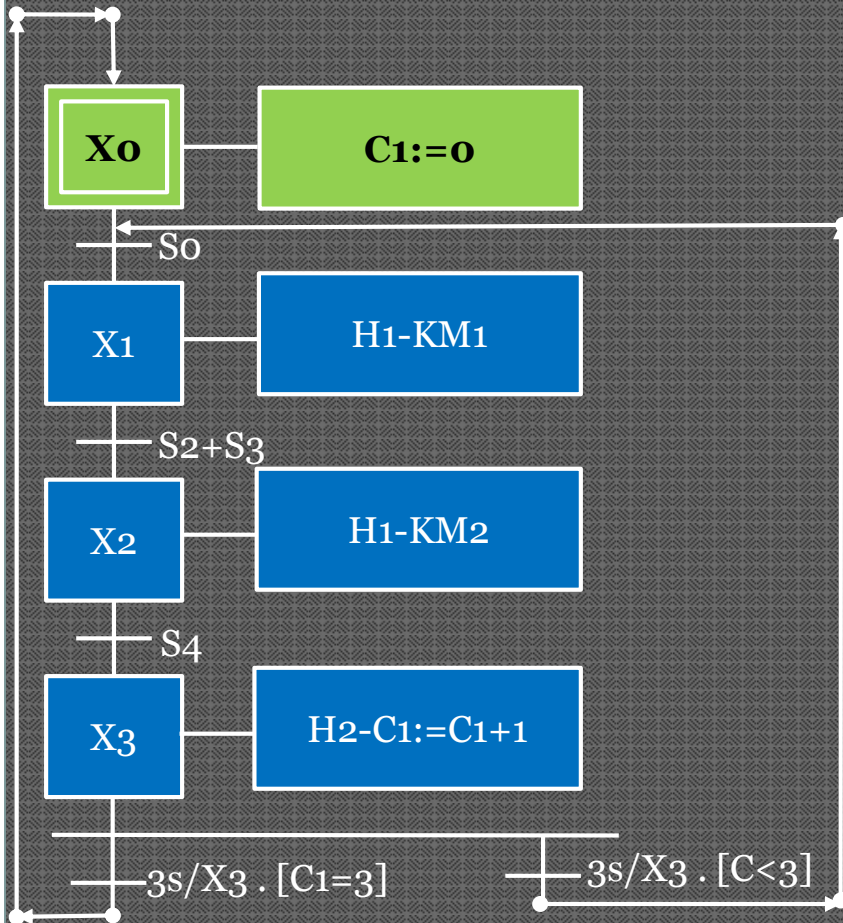 X0
C1:=0
S0
X1
H1-KM1
S2+S3
X2
H1-KM2
S4
X3
H2-C1:=C1+1
3s/X3 . [C1=3]
3s/X3 . [C<3]